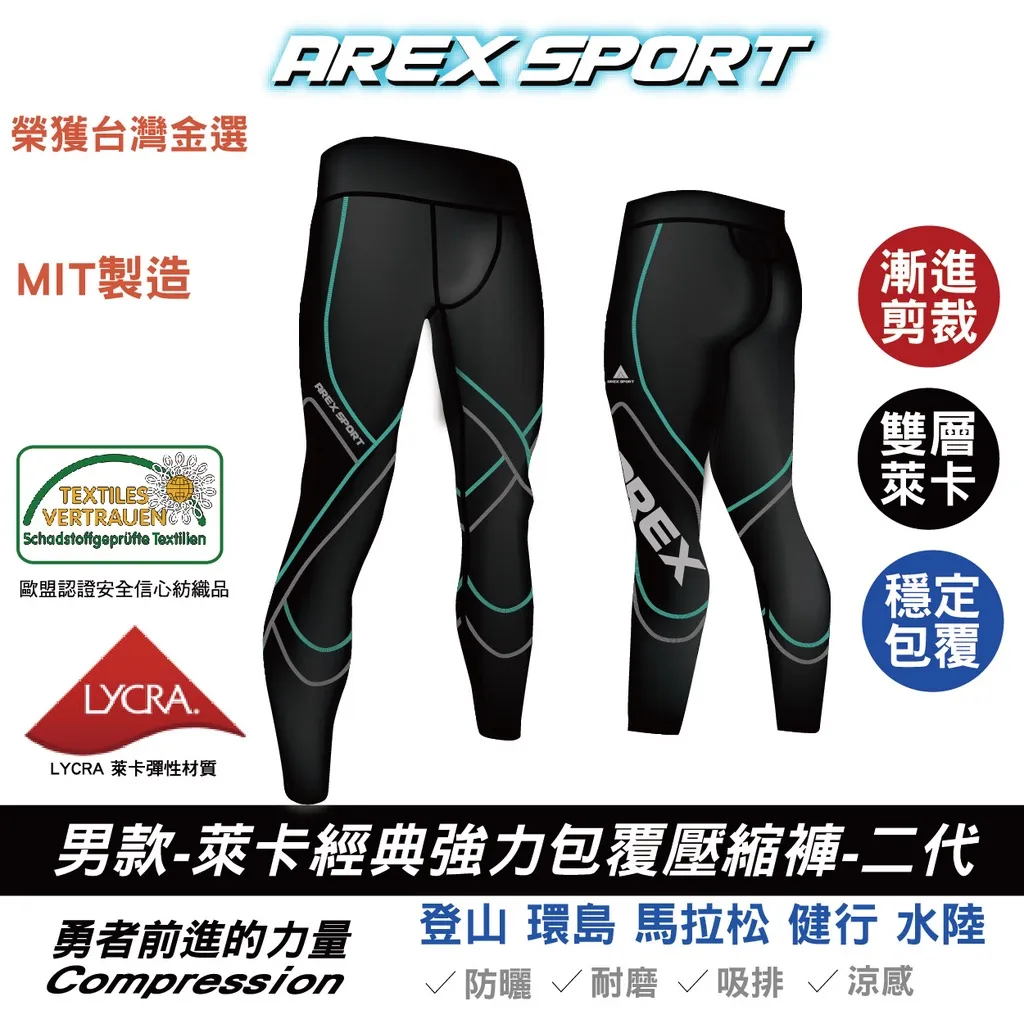 AREX SPORT
榮獲台灣金選
MIT製造
漸進
剪裁
雙層
萊卡
穩定
包覆
AREX SPORT
AREX SPORT
AREX
TEXTILES
VERTRAUEN
Schadstoffgeprüfte Textilien
歐盟認證安全信心紡織品
LYCRA®
LYCRA 萊卡彈性材質
男款-萊卡經典強力包覆壓縮褲-二代
勇者前進的力量
Compression
登山 環島 馬拉松 健行 水陸
✓防曬 ✓耐磨 ✓吸排 ✓涼感